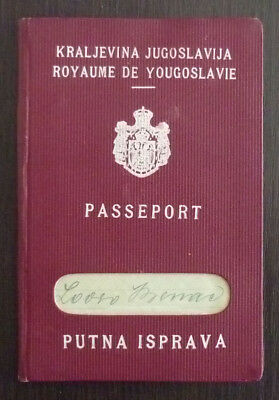 KRALJEVINA JUGOSLAVIJA
ROYAUME DE YOUGOSLAVIE
PASSEPORT
PUTNA ISPRAVA